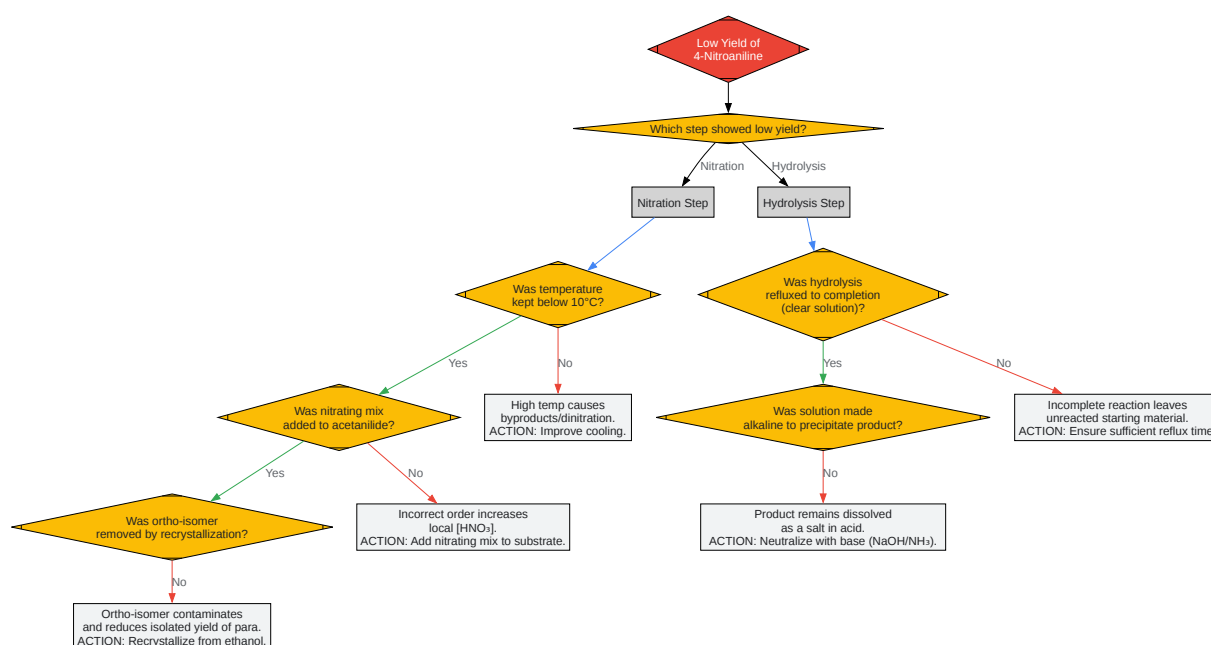 Low Yield of
4-Nitroaniline
Which step showed low yield?
Nitration
Hydrolysis
Nitration Step
Hydrolysis Step
Was temperature
kept below 10°C?
Was hydrolysis
refluxed to completion
(clear solution)?
Yes
No
Yes
No
Was nitrating mix
added to acetanilide?
High temp causes
byproducts/dinitration.
ACTION: Improve cooling.
Was solution made
alkaline to precipitate product?
Incomplete reaction leaves
unreacted starting material.
ACTION: Ensure sufficient reflux time
Yes
No
No
Was ortho-isomer
removed by recrystallization?
Incorrect order increases
local [HNO₃].
ACTION: Add nitrating mix to substrate.
Product remains dissolved
as a salt in acid.
ACTION: Neutralize with base (NaOH/NH₃).
No
Ortho-isomer contaminates
and reduces isolated yield of para.
ACTION: Recrystallize from ethanol.